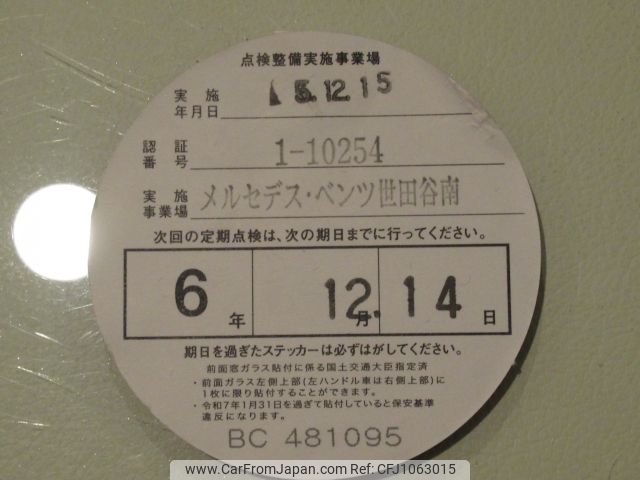 点検整備実施事業場
実施年月日 5.12.15
認証番号 1-10254
実施事業場 メルセデス・ベンツ世田谷南
次回の定期点検は、次の期日までに行ってください。
6年 12月 14日
期日を過ぎたステッカーは必ずはがしてください。
前面窓ガラス貼付に係る国土交通大臣指定済
・前面ガラス左側上部(左ハンドル車は右側上部)に
1枚に限り貼付することができます。
・令和7年1月31日を過ぎて貼付していると保安基準
違反になります。
BC 481095
www.CarFromJapan.com | © CarFromJapan | CFJ1063015